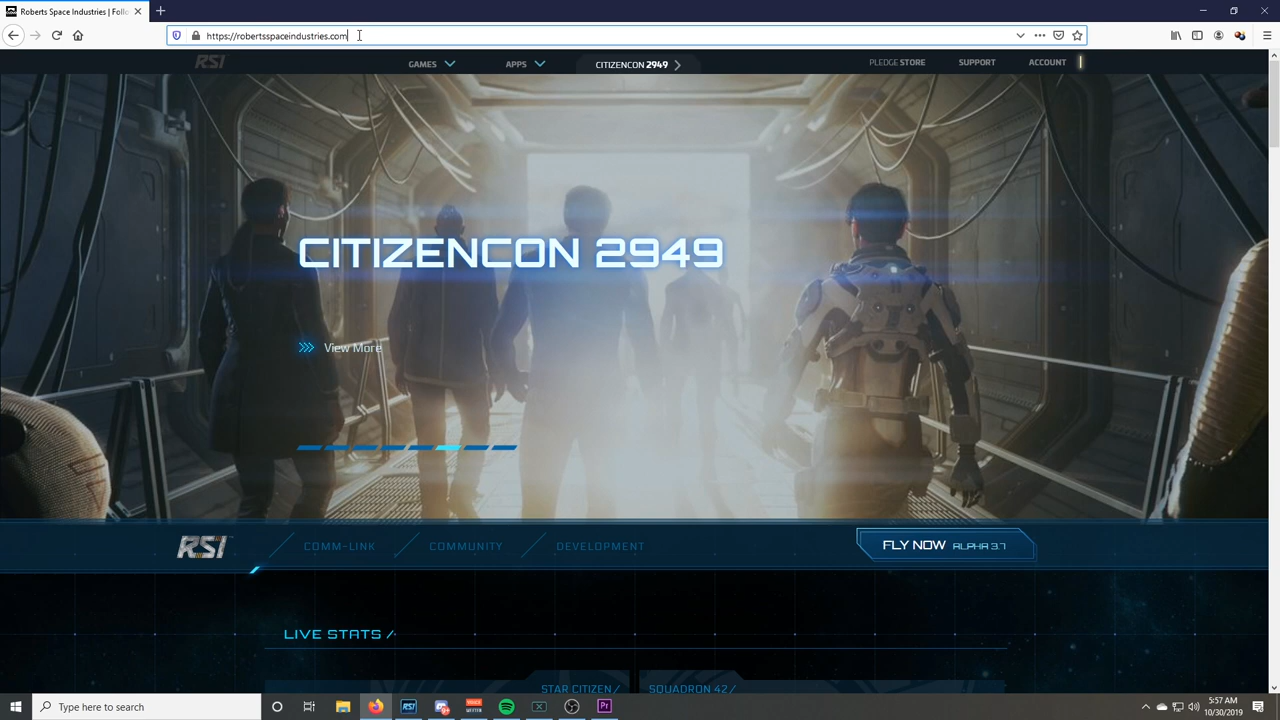 Roberts Space Industries | Follo
https://robertsspaceindustries.com
RSI
GAMES
APPS
CITIZENCON 2949
PLEDGE STORE
SUPPORT
ACCOUNT
CITIZENCON 2949
View More
RSI
COMM-LINK
COMMUNITY
DEVELOPMENT
FLY NOW ALPHA 3.7
LIVE STATS /
STAR CITIZEN/
SQUADRON 42/
Type here to search
RSI
Pr
5:57 AM
10/30/2019